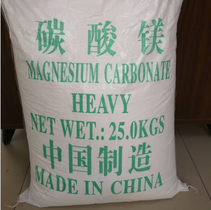 碳酸镁
MAGNESIUM CARBONATE
HEAVY
NET WET.: 25.0KGS
中国制造
MADE IN CHINA